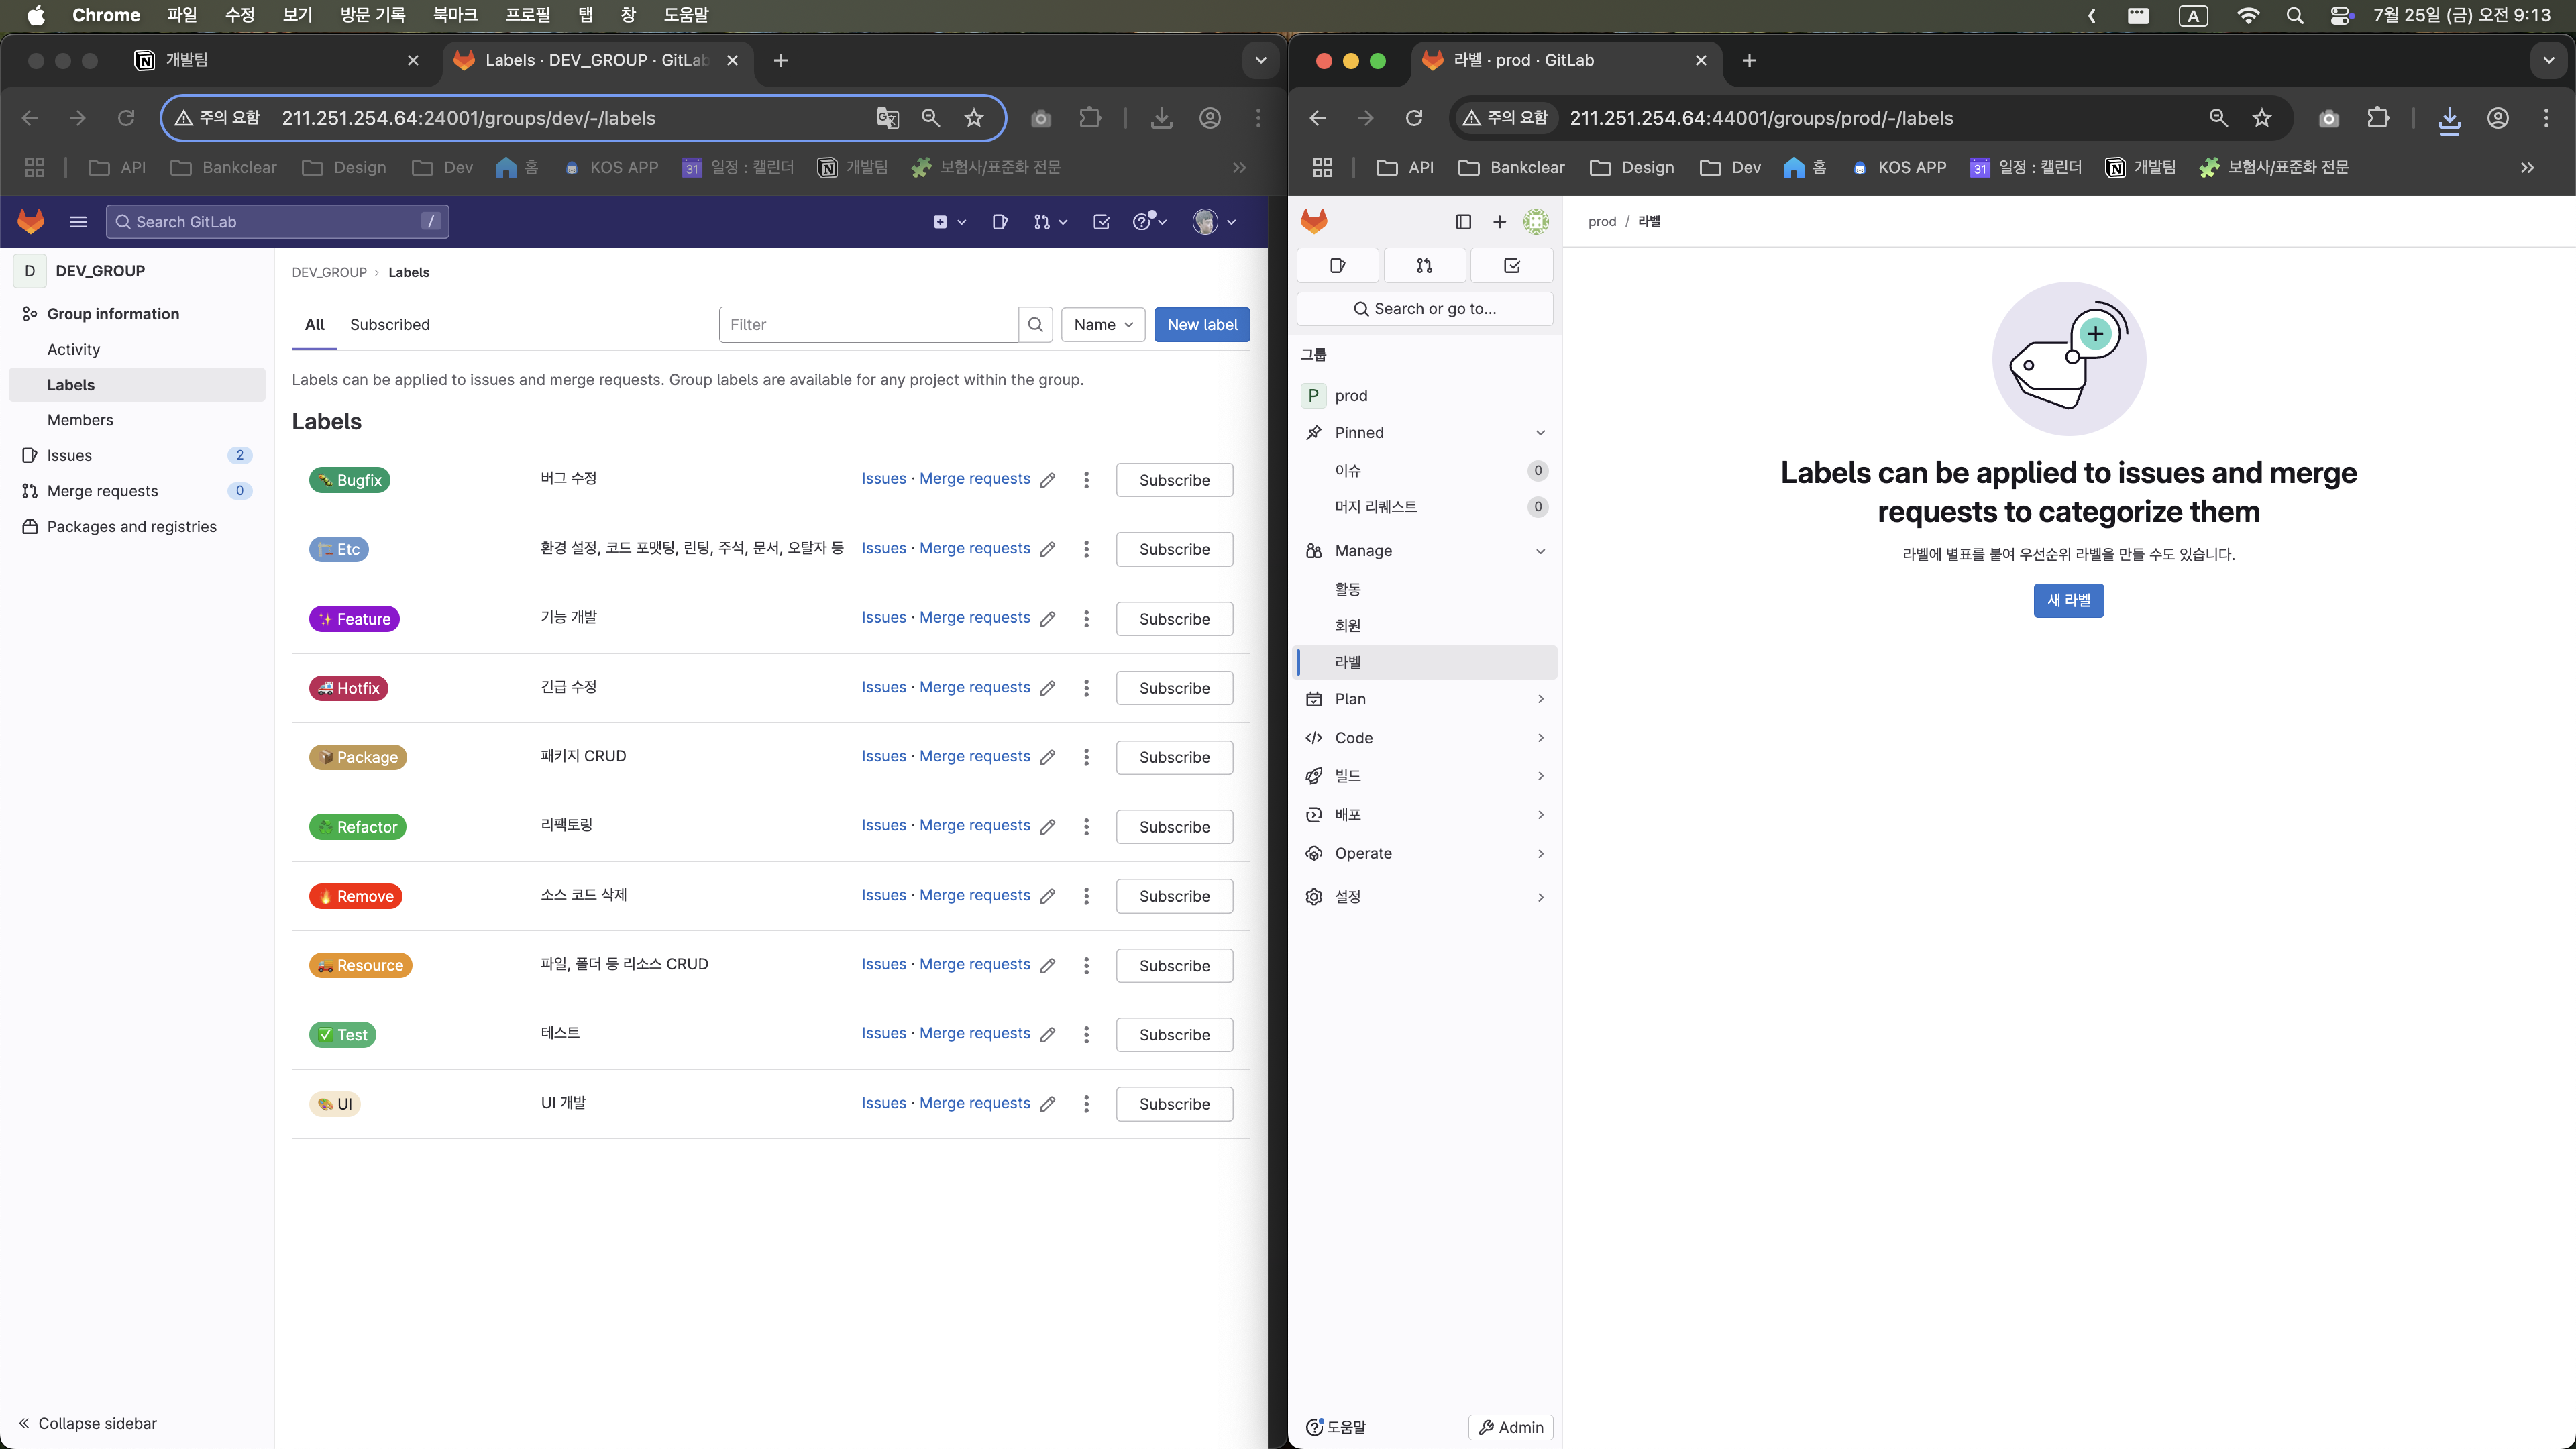 Chrome 파일 수정 보기 방문 기록 북마크 프로필 탭 창 도움말
A 7월 25일 (금) 오전 9:13
개발팀
Labels · DEV_GROUP · GitLab
주의 요함 211.251.254.64:24001/groups/dev/-/labels
API Bankclear Design Dev 홈 KOS APP 31 일정 : 캘린더 개발팀 보험사/표준화 전문
Search GitLab /
D DEV_GROUP
Group information
Activity
Labels
Members
Issues 2
Merge requests 0
Packages and registries
Collapse sidebar
DEV_GROUP › Labels
All Subscribed Filter Name New label
Labels can be applied to issues and merge requests. Group labels are available for any project within the group.
Labels
Bugfix 버그 수정 Issues · Merge requests Subscribe
Etc 환경 설정, 코드 포맷팅, 린팅, 주석, 문서, 오탈자 등 Issues · Merge requests Subscribe
Feature 기능 개발 Issues · Merge requests Subscribe
Hotfix 긴급 수정 Issues · Merge requests Subscribe
Package 패키지 CRUD Issues · Merge requests Subscribe
Refactor 리팩토링 Issues · Merge requests Subscribe
Remove 소스 코드 삭제 Issues · Merge requests Subscribe
Resource 파일, 폴더 등 리소스 CRUD Issues · Merge requests Subscribe
Test 테스트 Issues · Merge requests Subscribe
UI UI 개발 Issues · Merge requests Subscribe
라벨 · prod · GitLab
주의 요함 211.251.254.64:44001/groups/prod/-/labels
API Bankclear Design Dev 홈 KOS APP 31 일정 : 캘린더 개발팀 보험사/표준화 전문
Search or go to...
그룹
P prod
Pinned
이슈 0
머지 리퀘스트 0
Manage
활동
회원
라벨
Plan
Code
빌드
배포
Operate
설정
도움말 Admin
prod / 라벨
Labels can be applied to issues and merge
requests to categorize them
라벨에 별표를 붙여 우선순위 라벨을 만들 수도 있습니다.
새 라벨